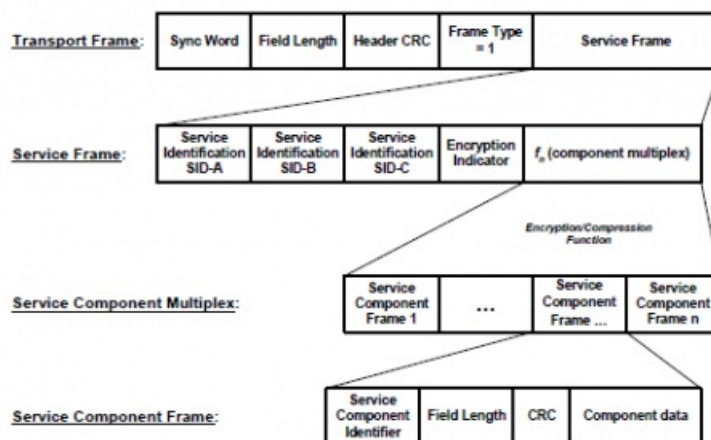 Transport Frame:
Sync Word
Field Length
Header CRC
Frame Type
= 1
Service Frame
Service Frame:
Service
Identification
SID-A
Service
Identification
SID-B
Service
Identification
SID-C
Encryption
Indicator
fn (component multiplex)
Encryption/Compression
Function
Service Component Multiplex:
Service
Component
Frame 1
...
Service
Component
Frame ...
Service
Component
Frame n
Service Component Frame:
Service
Component
Identifier
Field Length
CRC
Component data